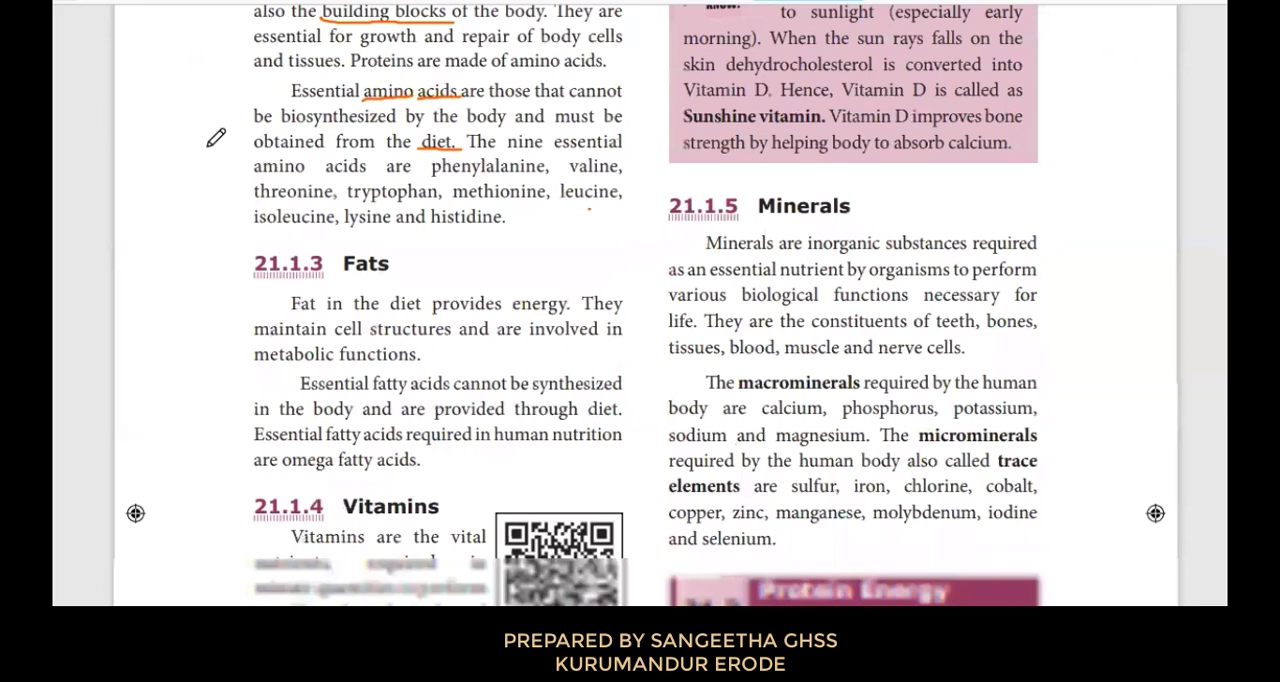 also the building blocks of the body. They are
essential for growth and repair of body cells
and tissues. Proteins are made of amino acids.
Essential amino acids are those that cannot
be biosynthesized by the body and must be
obtained from the diet. The nine essential
amino acids are phenylalanine, valine,
threonine, tryptophan, methionine, leucine,
isoleucine, lysine and histidine.
21.1.3 Fats
Fat in the diet provides energy. They
maintain cell structures and are involved in
metabolic functions.
Essential fatty acids cannot be synthesized
in the body and are provided through diet.
Essential fatty acids required in human nutrition
are omega fatty acids.
21.1.4 Vitamins
Vitamins are the vital
to sunlight (especially early
morning). When the sun rays falls on the
skin dehydrocholesterol is converted into
Vitamin D. Hence, Vitamin D is called as
Sunshine vitamin. Vitamin D improves bone
strength by helping body to absorb calcium.
21.1.5 Minerals
Minerals are inorganic substances required
as an essential nutrient by organisms to perform
various biological functions necessary for
life. They are the constituents of teeth, bones,
tissues, blood, muscle and nerve cells.
The macrominerals required by the human
body are calcium, phosphorus, potassium,
sodium and magnesium. The microminerals
required by the human body also called trace
elements are sulfur, iron, chlorine, cobalt,
copper, zinc, manganese, molybdenum, iodine
and selenium.
Protein Energy
PREPARED BY SANGEETHA GHSS
KURUMANDUR ERODE